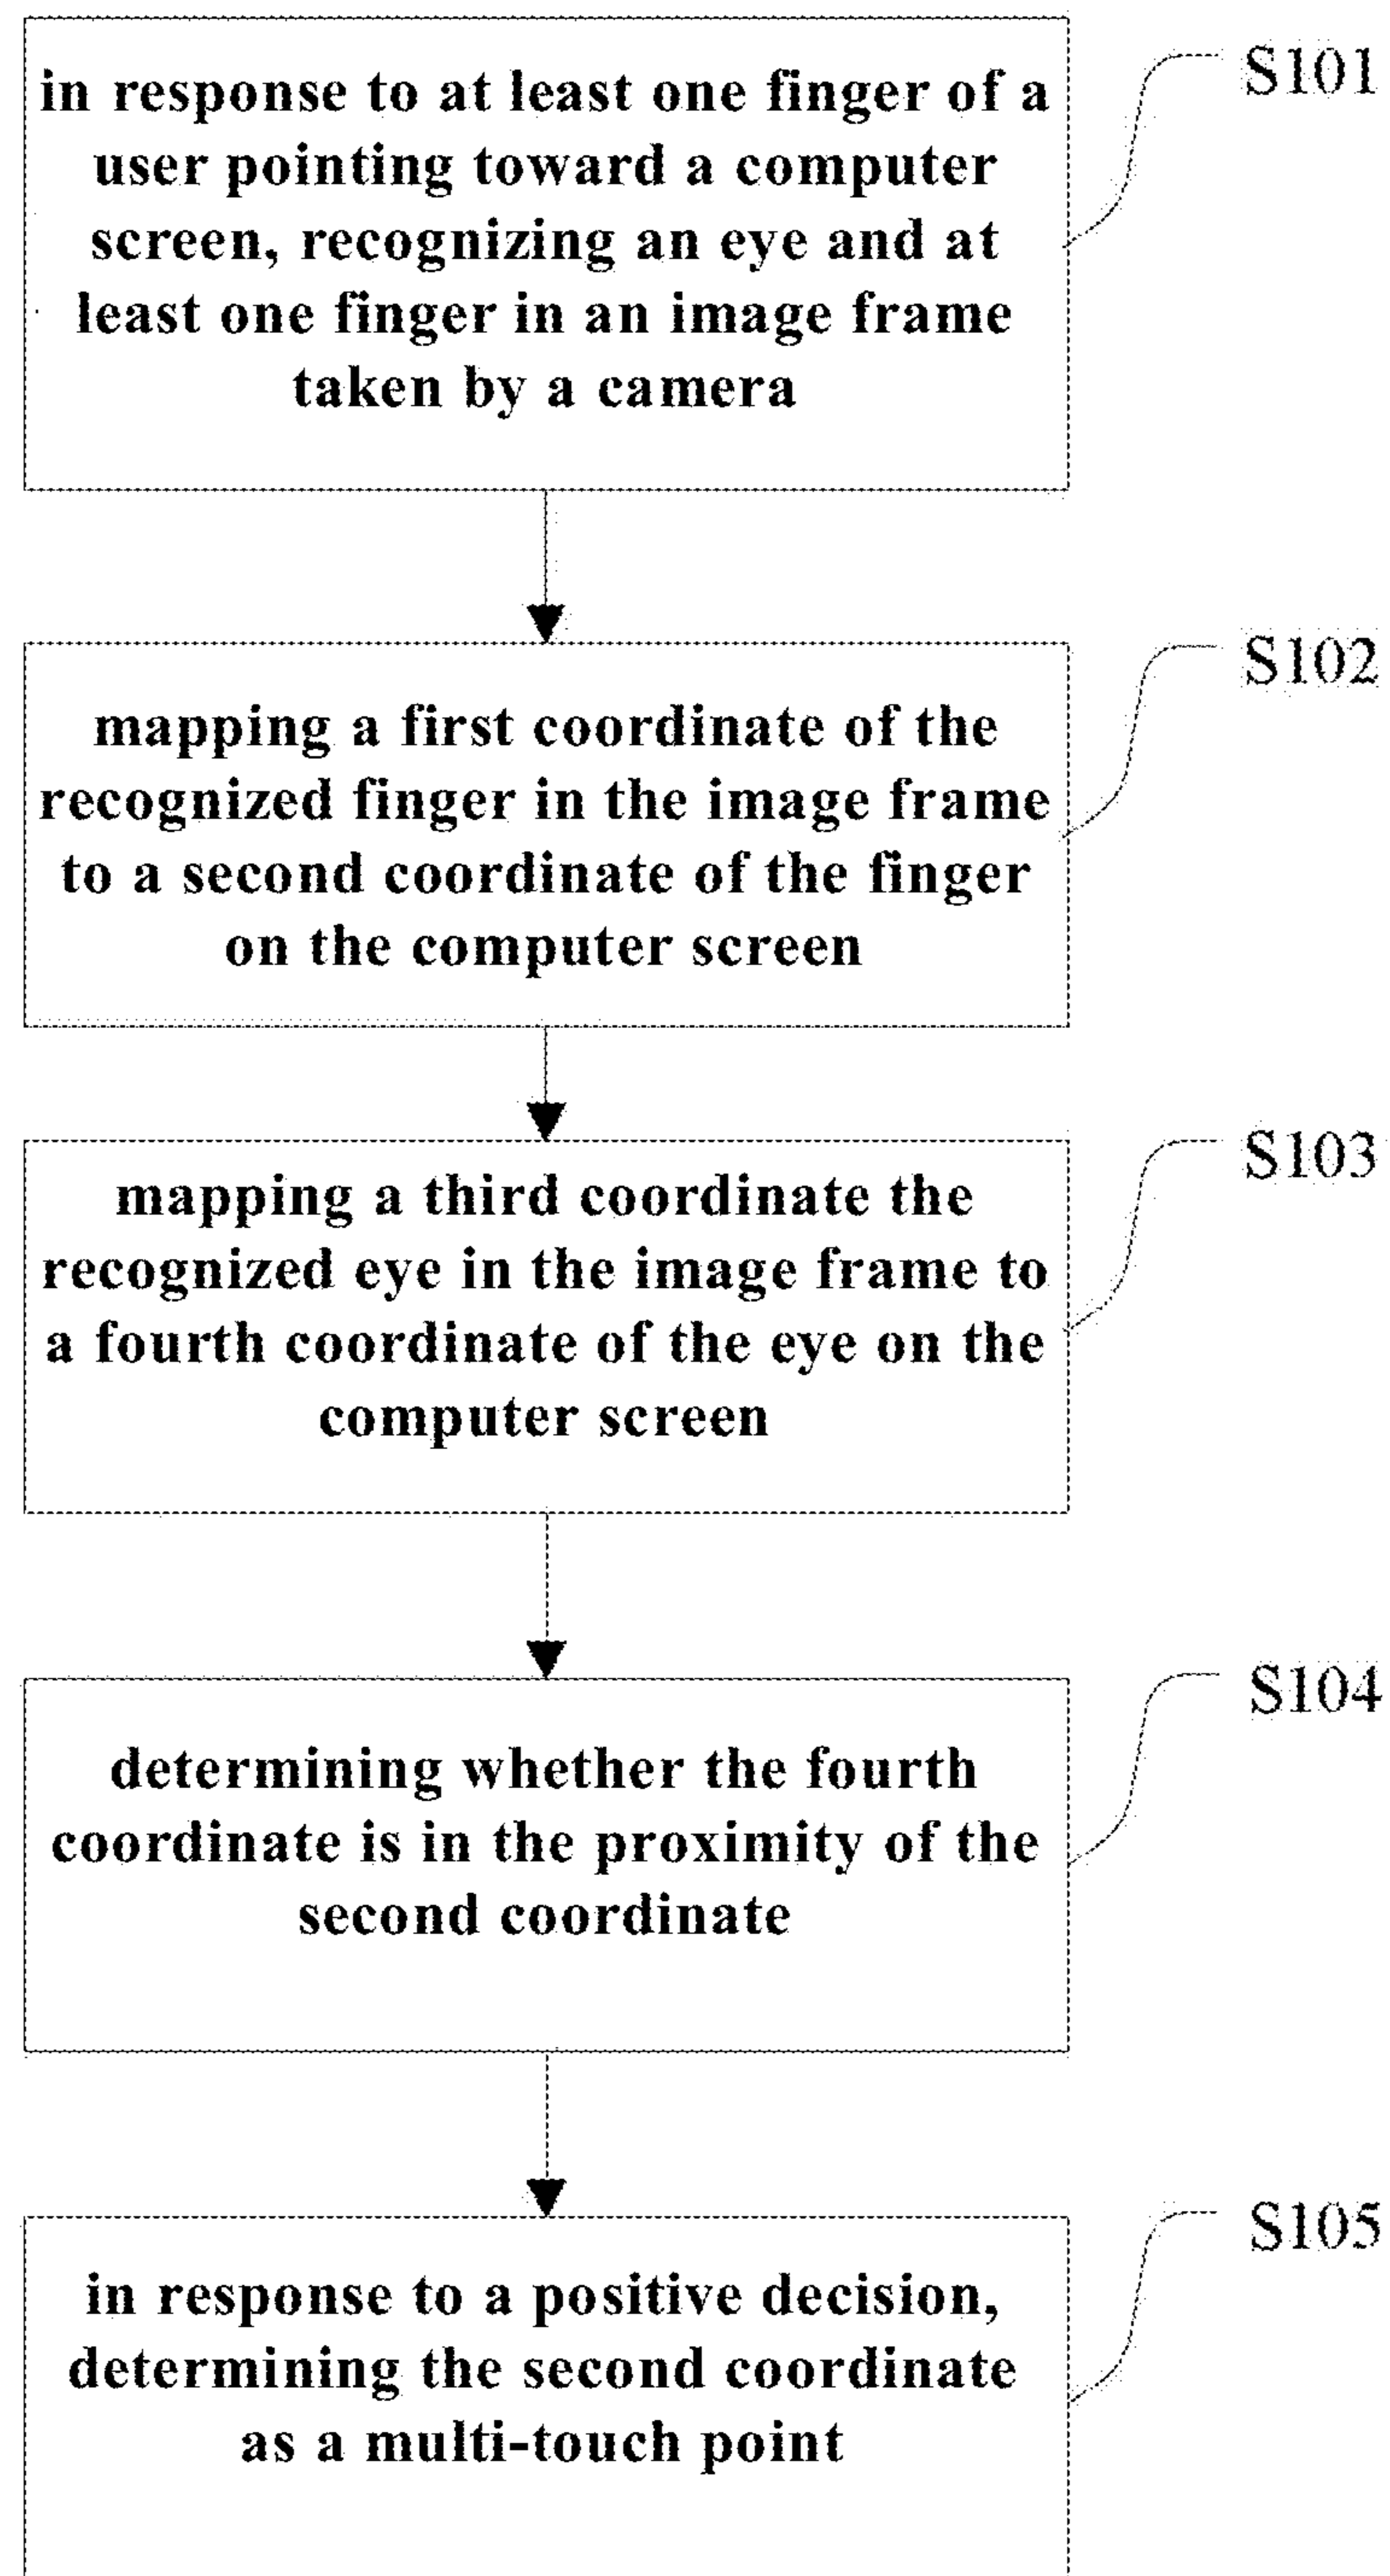 in response to at least one finger of a
user pointing toward a computer
screen, recognizing an eye and at
least one finger in an image frame
taken by a camera
S101
mapping a first coordinate of the
recognized finger in the image frame
to a second coordinate of the finger
on the computer screen
S102
mapping a third coordinate the
recognized eye in the image frame to
a fourth coordinate of the eye on the
computer screen
S103
determining whether the fourth
coordinate is in the proximity of the
second coordinate
S104
in response to a positive decision,
determining the second coordinate
as a multi-touch point
S105